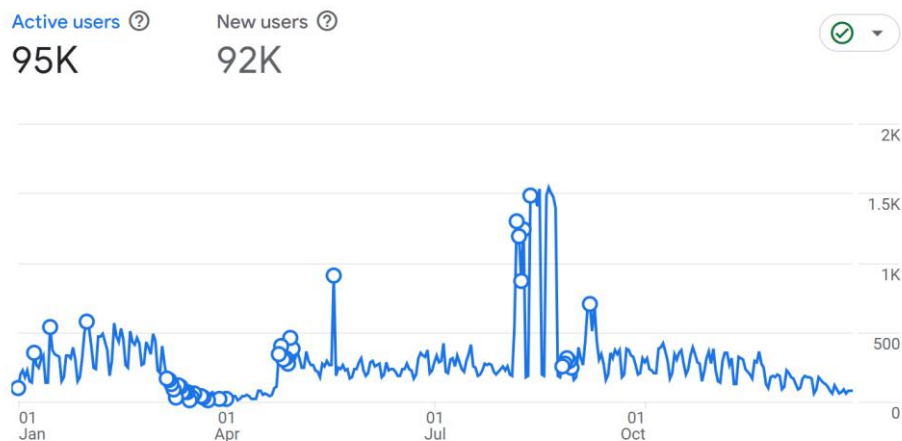 Active users
New users
95K
92K
2K
1.5K
1K
500
0
01
Jan
01
Apr
01
Jul
01
Oct